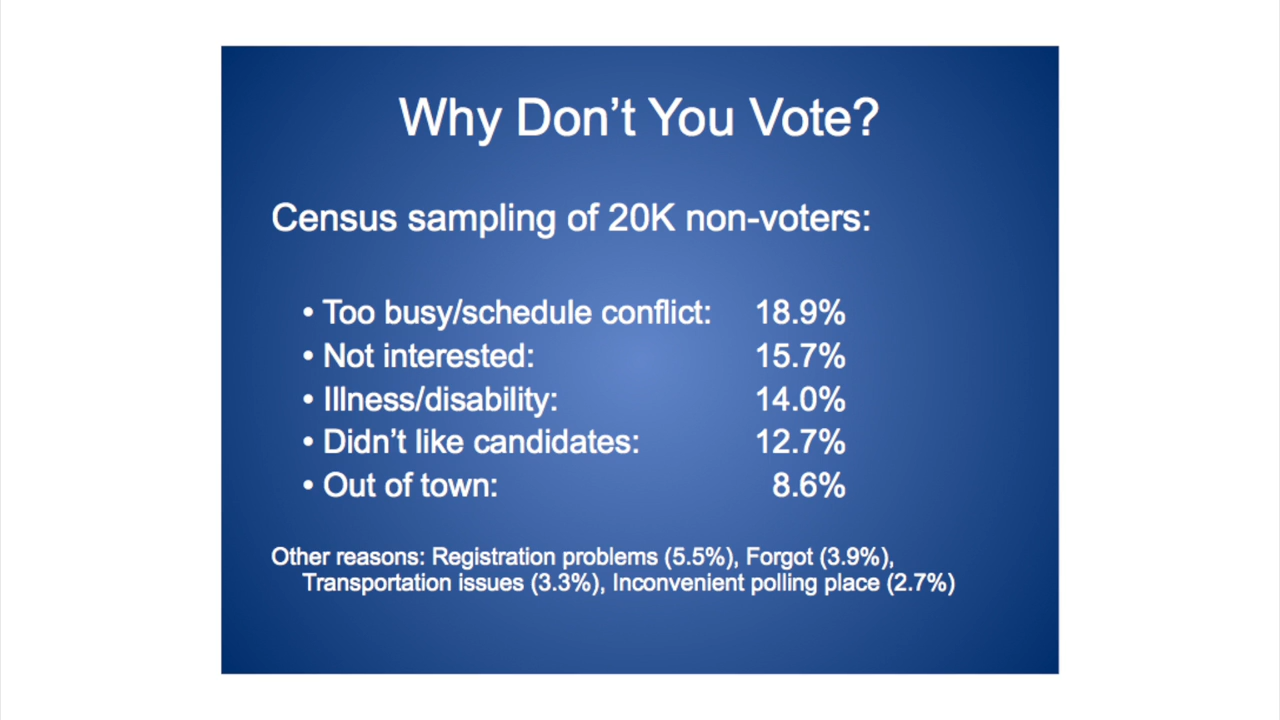 Why Don’t You Vote?
Census sampling of 20K non-voters:
• Too busy/schedule conflict: 18.9%
• Not interested: 15.7%
• Illness/disability: 14.0%
• Didn’t like candidates: 12.7%
• Out of town: 8.6%
Other reasons: Registration problems (5.5%), Forgot (3.9%),
Transportation issues (3.3%), Inconvenient polling place (2.7%)